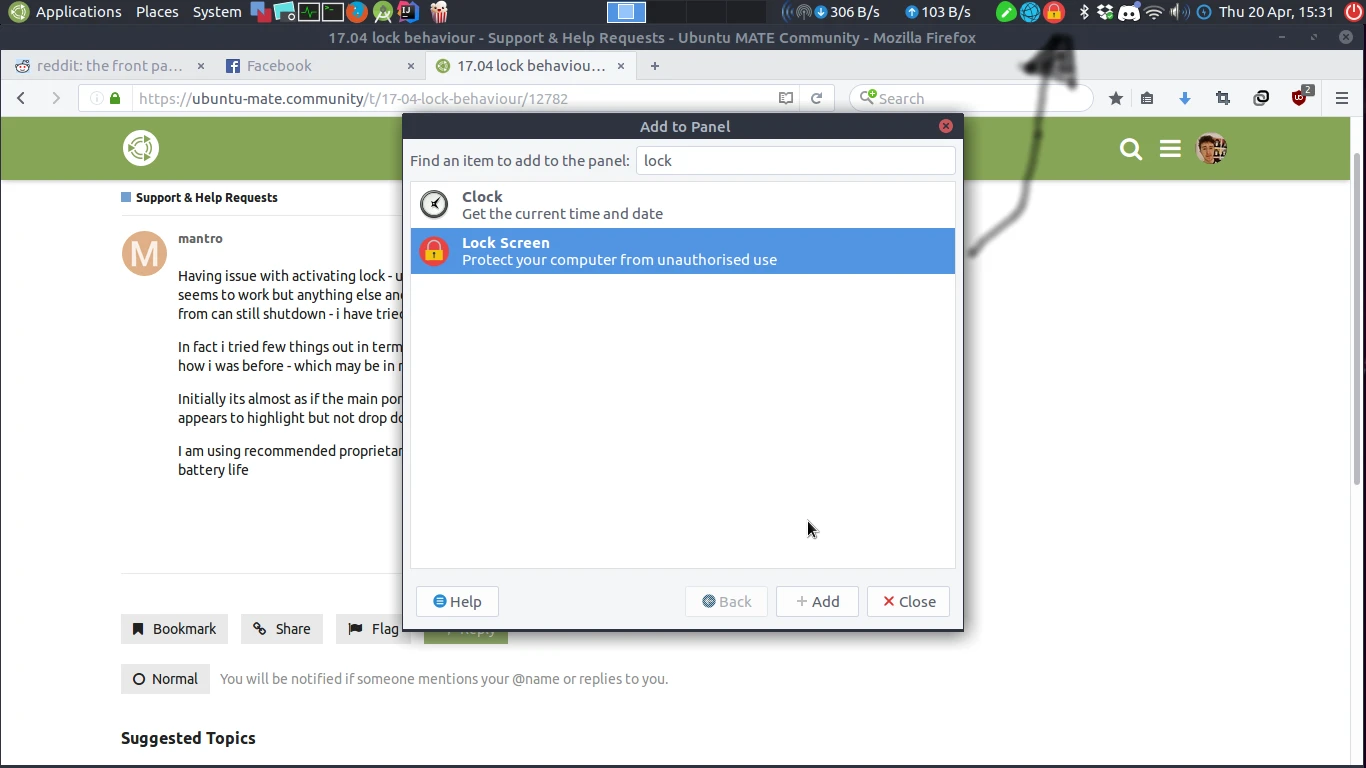 Applications Places System 306 B/s 103 B/s Thu 20 Apr, 15:31
17.04 lock behaviour - Support & Help Requests - Ubuntu MATE Community - Mozilla Firefox
reddit: the front pa... Facebook 17.04 lock behaviou...
https://ubuntu-mate.community/t/17-04-lock-behaviour/12782 Search 2
Add to Panel
Find an item to add to the panel: lock
Clock
Get the current time and date
Lock Screen
Protect your computer from unauthorised use
Help Back Add Close
Support & Help Requests
M mantro
Having issue with activating lock - u
seems to work but anything else an
from can still shutdown - i have tried
In fact i tried few things out in term
how i was before - which may be in
Initially its almost as if the main
appears to highlight but not drop
I am using recommended
battery life
Bookmark Share Flag Reply
Normal You will be notified if someone mentions your @name or replies to you.
Suggested Topics